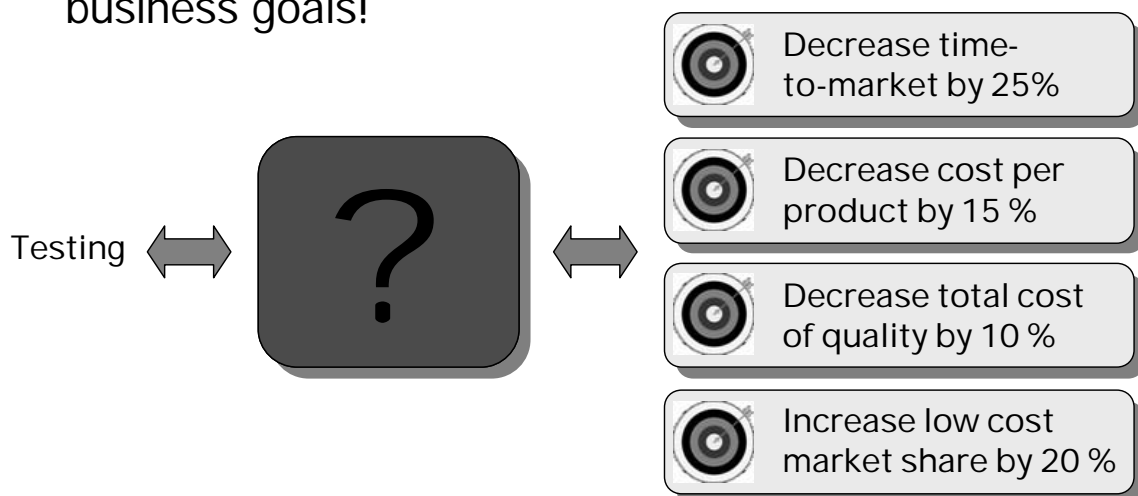 business goals!
Decrease time-
to-market by 25%
Decrease cost per
product by 15 %
Testing
?
Decrease total cost
of quality by 10 %
Increase low cost
market share by 20 %